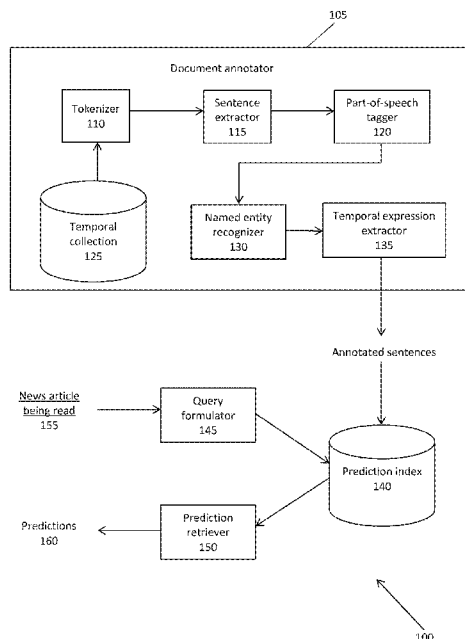 105
Document annotator
Tokenizer
110
Sentence
extractor
115
Part-of-speech
tagger
120
Temporal
collection
125
Named entity
recognizer
130
Temporal expression
extractor
135
Annotated sentences
News article
being read
155
Query
formulator
145
Prediction index
140
Predictions
160
Prediction
retriever
150
100